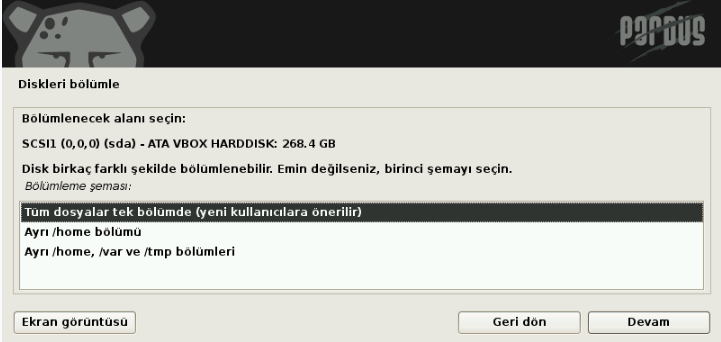 PARDUS
Diskleri bölümle
Bölümlenecek alanı seçin:
SCSI1 (0,0,0) (sda) - ATA VBOX HARDDISK: 268.4 GB
Disk birkaç farklı şekilde bölümlenebilir. Emin değilseniz, birinci şemayı seçin.
Bölümleme şeması:
Tüm dosyalar tek bölümde (yeni kullanıcılara önerilir)
Ayrı /home bölümü
Ayrı /home, /var ve /tmp bölümleri
Ekran görüntüsü
Geri dön
Devam